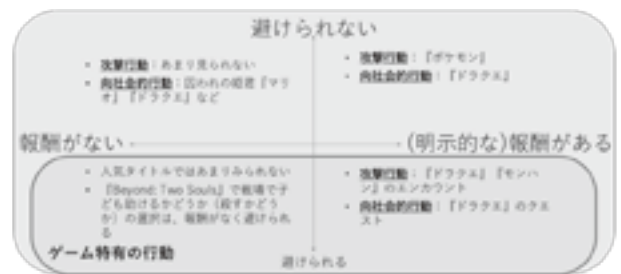 避けられない
・ 攻撃行動：あまり見られない
・ 向社会的行動：囚われの姫君『マリ
オ』『ドラクエ』など
・ 攻撃行動：『ポケモン』
・ 向社会的行動：『ドラクエ』
報酬がない
(明示的な)報酬がある
・ 人気タイトルではあまりみられない
・ 『Beyond: Two Souls』で戦場で子
ども助けるかどうか（殺すかどう
か）の選択は、報酬がなく避けられ
る
・ 攻撃行動：『ドラクエ』『モンハ
ン』のエンカウント
・ 向社会的行動：『ドラクエ』のクエ
スト
ゲーム特有の行動
避けられる